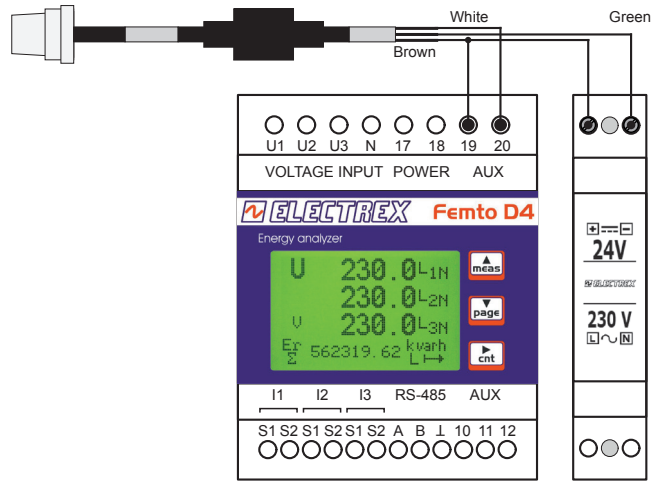 White
Green
Brown
U1 U2 U3 N 17 18 19 20
VOLTAGE INPUT POWER AUX
ELECTREX Femto D4
Energy analyzer
U 230.0 L1N
230.0 L2N
V 230.0 L3N
Er Σ 562319.62 kvarh L
meas
page
cnt
24V
ELECTREX
230 V
L N
I1 I2 I3 RS-485 AUX
S1 S2 S1 S2 S1 S2 A B ⊥ 10 11 12